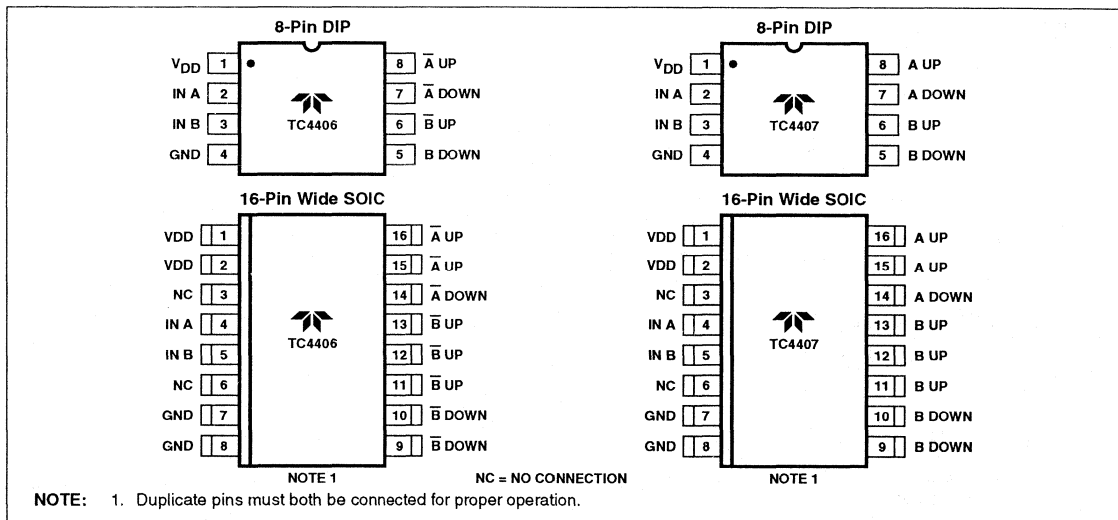 8-Pin DIP
V_DD 1
IN A 2
IN B 3
GND 4
8 A̅ UP
7 A̅ DOWN
6 B̅ UP
5 B DOWN
TC4406
8-Pin DIP
V_DD 1
IN A 2
IN B 3
GND 4
8 A UP
7 A DOWN
6 B UP
5 B DOWN
TC4407
16-Pin Wide SOIC
VDD 1
VDD 2
NC 3
IN A 4
IN B 5
NC 6
GND 7
GND 8
16 A̅ UP
15 A̅ UP
14 A̅ DOWN
13 B̅ UP
12 B̅ UP
11 B̅ UP
10 B̅ DOWN
9 B̅ DOWN
TC4406
NOTE 1
VDD 1
VDD 2
NC 3
IN A 4
IN B 5
NC 6
GND 7
GND 8
16 A UP
15 A UP
14 A DOWN
13 B UP
12 B UP
11 B UP
10 B DOWN
9 B DOWN
TC4407
NOTE 1
NC = NO CONNECTION
NOTE: 1. Duplicate pins must both be connected for proper operation.